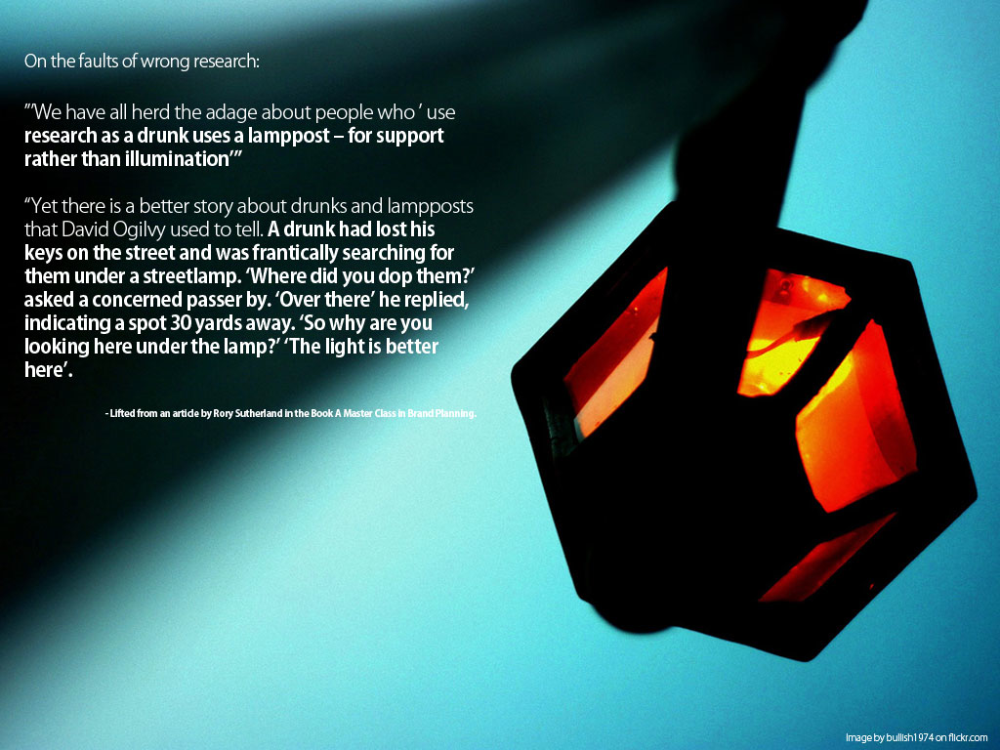 On the faults of wrong research:
”’We have all herd the adage about people who ’ use
research as a drunk uses a lamppost – for support
rather than illumination’”
“Yet there is a better story about drunks and lampposts
that David Ogilvy used to tell. A drunk had lost his
keys on the street and was frantically searching for
them under a streetlamp. ‘Where did you dop them?’
asked a concerned passer by. ‘Over there’ he replied,
indicating a spot 30 yards away. ‘So why are you
looking here under the lamp?’ ‘The light is better
here’.
- Lifted from an article by Rory Sutherland in the Book A Master Class in Brand Planning.
Image by bullish1974 on flickr.com